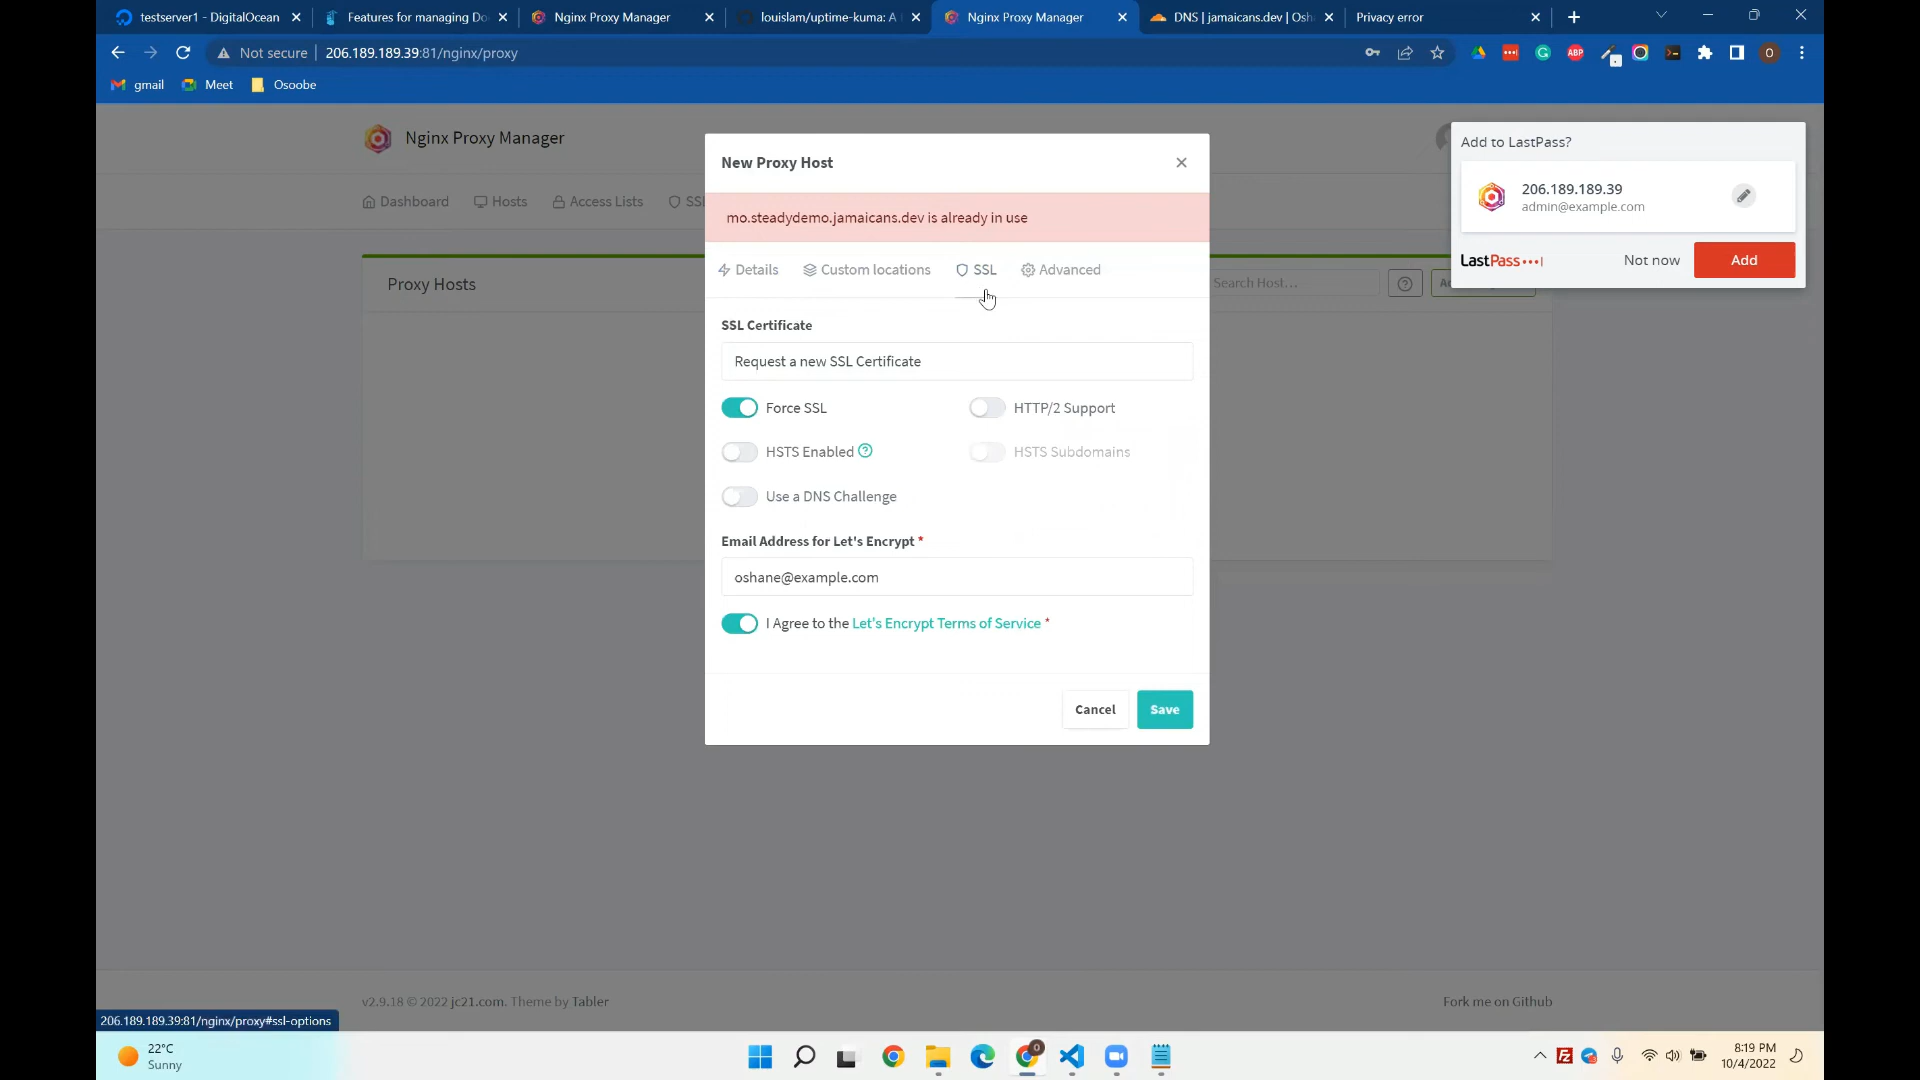 testserver1 - DigitalOcean
Features for managing Do
Nginx Proxy Manager
louislam/uptime-kuma: A
Nginx Proxy Manager
DNS | jamaicans.dev | Osh
Privacy error
Not secure
206.189.189.39:81/nginx/proxy
ABP
O
gmail
Meet
Osoobe
Nginx Proxy Manager
Dashboard
Hosts
Access Lists
SS
Proxy Hosts
Search Host…
New Proxy Host
mo.steadydemo.jamaicans.dev is already in use
Details
Custom locations
SSL
Advanced
SSL Certificate
Request a new SSL Certificate
Force SSL
HTTP/2 Support
HSTS Enabled
HSTS Subdomains
Use a DNS Challenge
Email Address for Let's Encrypt *
oshane@example.com
I Agree to the Let's Encrypt Terms of Service *
Cancel
Save
Add to LastPass?
206.189.189.39
admin@example.com
LastPass
Not now
Add
v2.9.18 © 2022 jc21.com. Theme by Tabler
Fork me on Github
206.189.189.39:81/nginx/proxy#ssl-options
22°C
Sunny
8:19 PM
10/4/2022